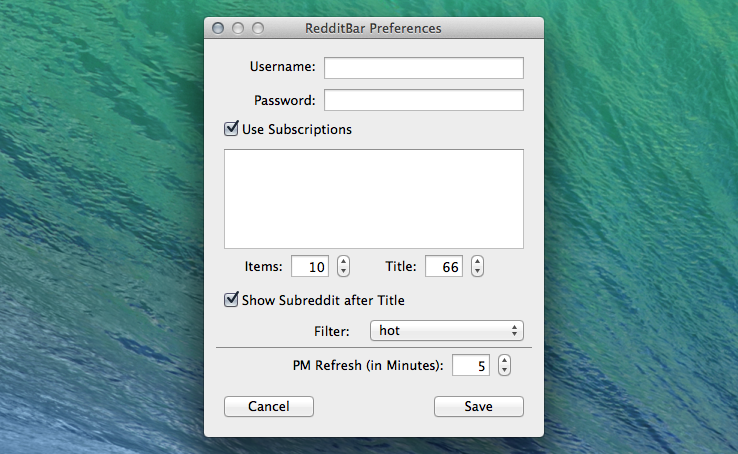 RedditBar Preferences
Username:
Password:
Use Subscriptions
Items: 10 Title: 66
Show Subreddit after Title
Filter: hot
PM Refresh (in Minutes): 5
Cancel Save